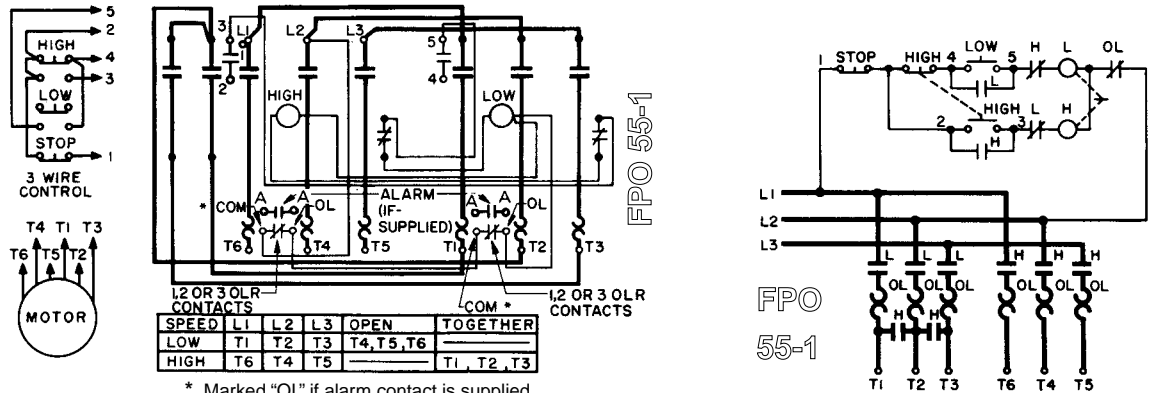 5
2
HIGH
4
3
LOW
STOP
1
3 WIRE
CONTROL
T4 T1 T3
T6 T5 T2
MOTOR
3 L1 L2 L3 5
1
2 4
HIGH LOW
FPO 55-1
ALARM
(IF-
SUPPLIED)
* COM A A OL A A OL
T6 T4 T5 T1 T2 T3
1,2 OR 3 OLR
CONTACTS
COM *
1,2 OR 3 OLR
CONTACTS
SPEED L1 L2 L3 OPEN TOGETHER
LOW T1 T2 T3 T4,T5,T6
HIGH T6 T4 T5 T1, T2, T3
* Marked "OL" if alarm contact is supplied
1 STOP HIGH 4 LOW 5 H L OL
L
HIGH L H
2 3
H
L1
L2
L3
L L L H H H
OL OL OL OL OL OL
H H
FPO
55-1
T1 T2 T3 T6 T4 T5